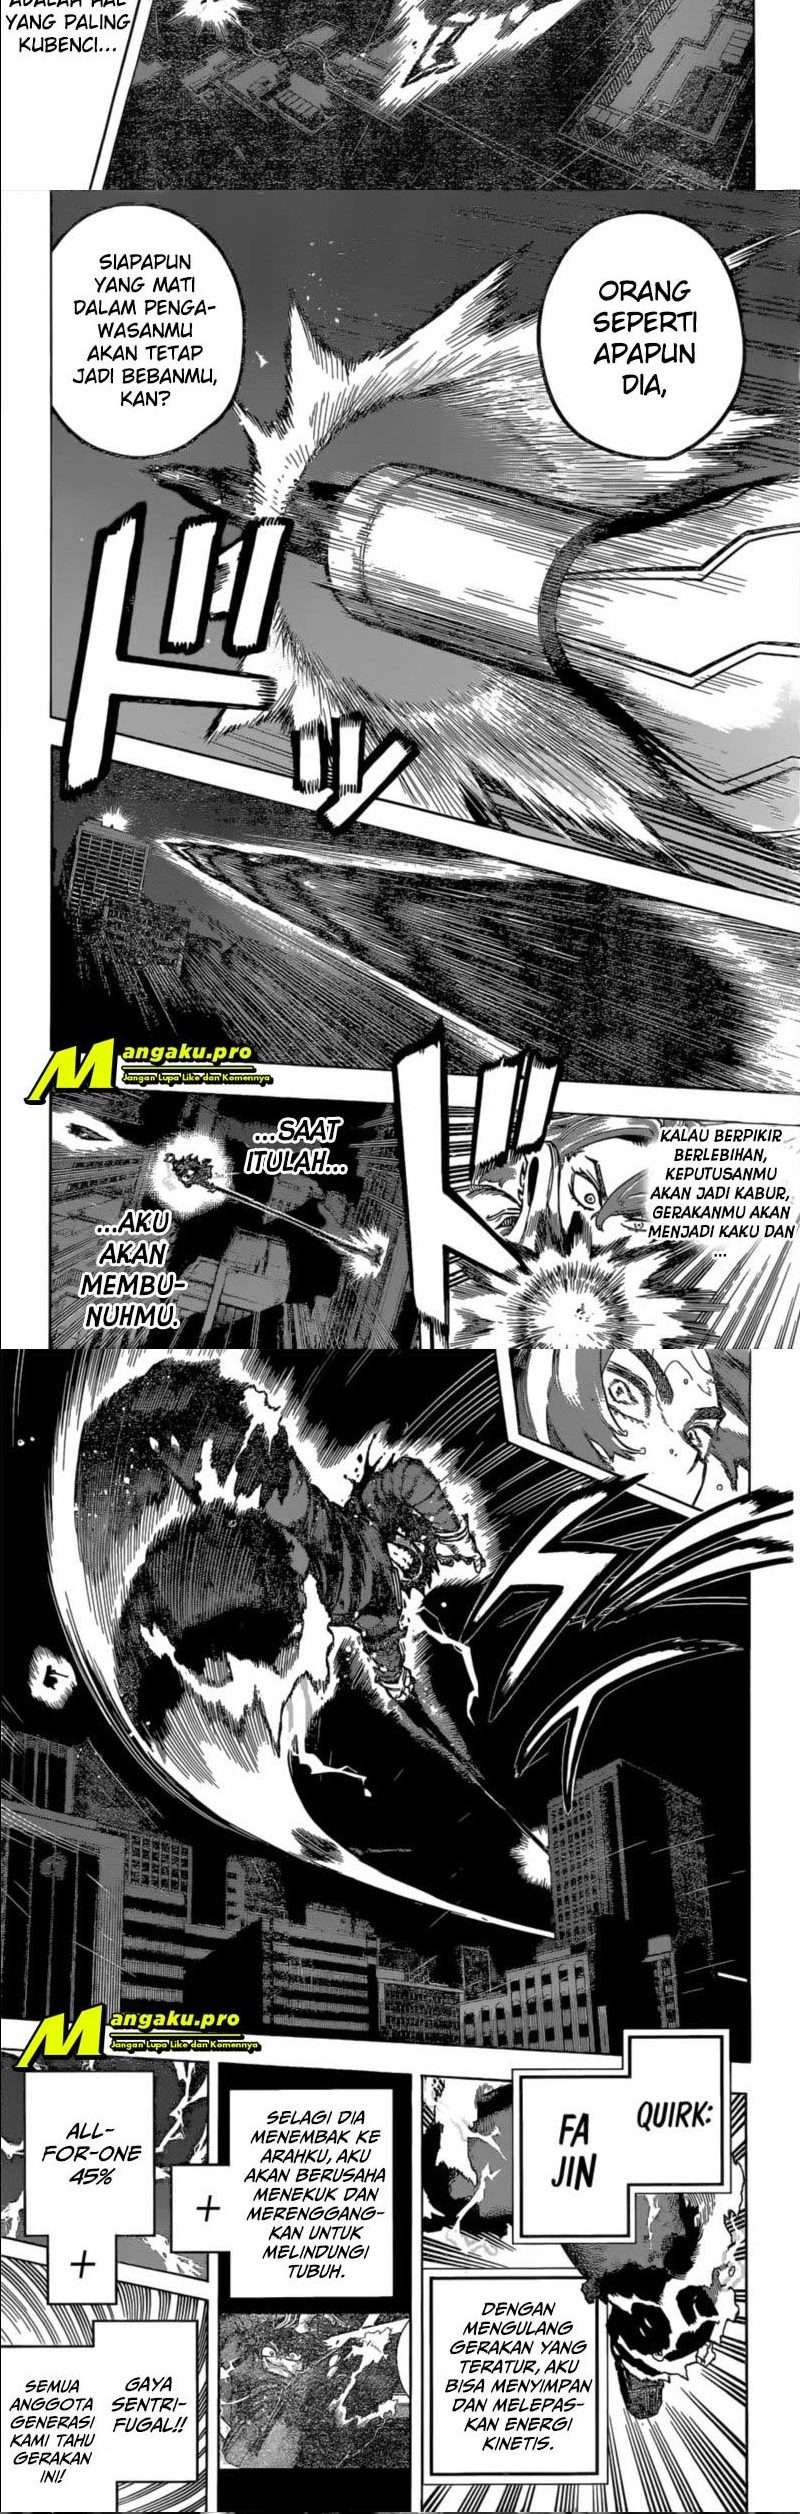 ADALAH HAL
YANG PALING
KUBENCI...
ORANG
SEPERTI
APAPUN
DIA,
SIAPAPUN
YANG MATI
DALAM PENGA-
WASANMU
AKAN TETAP
JADI BEBANMU,
KAN?
ドドド
ドッ
Mangaku.pro
Jangan Lupa Like dan Komennya
KALAU BERPIKIR
BERLEBIHAN,
KEPUTUSANMU
AKAN JADI KABUR,
GERAKANMU AKAN
MENJADI KAKU DAN
...
ド
...SAAT
ITULAH...
...AKU
AKAN
MEMBU-
NUHMU.
Mangaku.pro
Jangan Lupa Like dan Komennya
QUIRK:
FA
JIN
DENGAN
MENGULANG
GERAKAN YANG
TERATUR, AKU
BISA MENYIMPAN
DAN MELEPAS-
KAN ENERGI
KINETIS.
+
SELAGI DIA
MENEMBAK KE
ARAHKU, AKU
AKAN BERUSAHA
MENEKUK DAN
MERENGGANG-
KAN UNTUK
MELINDUNGI
TUBUH.
ALL-
FOR-ONE
45%
+
GAYA
SENTRI-
FUGAL!!
SEMUA
ANGGOTA
GENERASI
KAMI TAHU
GERAKAN
INI!